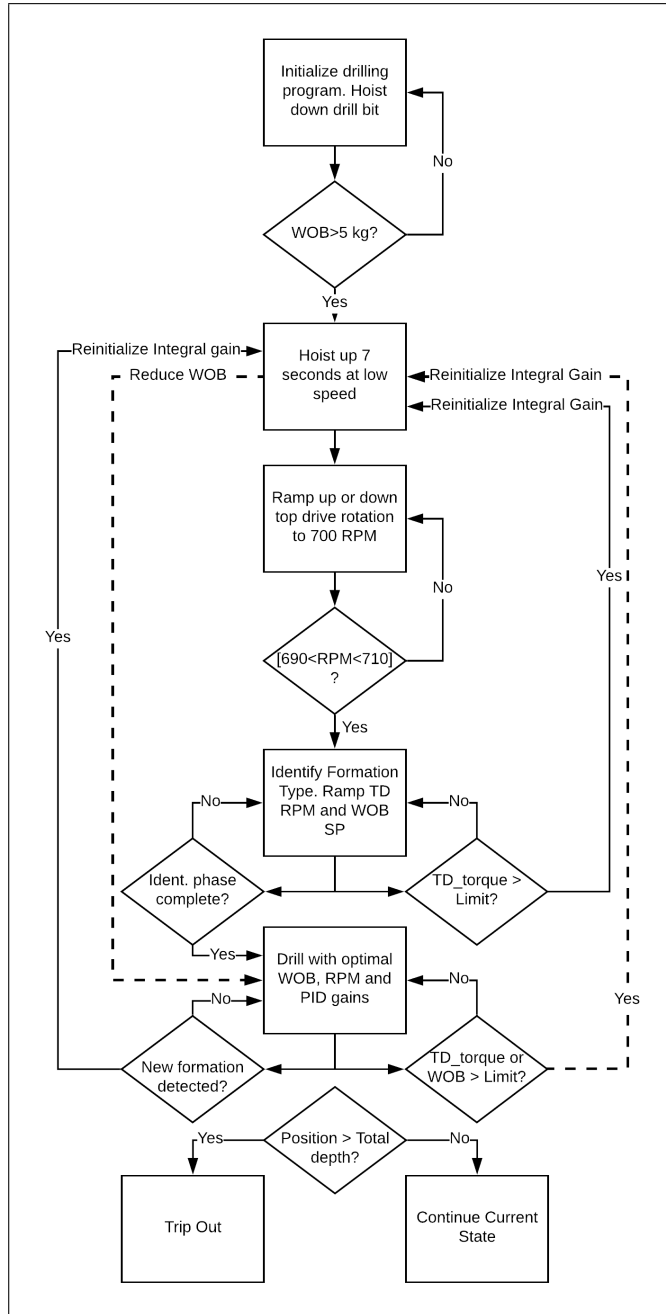 Initialize drilling
program. Hoist
down drill bit
No
WOB>5 kg?
Yes
Reinitialize Integral gain
Reduce WOB
Hoist up 7
seconds at low
speed
Reinitialize Integral Gain
Reinitialize Integral Gain
Ramp up or down
top drive rotation
to 700 RPM
No
Yes
Yes
[690<RPM<710]
?
Yes
Identify Formation
Type. Ramp TD
RPM and WOB
SP
No
No
Ident. phase
complete?
TD_torque >
Limit?
Yes
Drill with optimal
WOB, RPM and
PID gains
No
No
Yes
New formation
detected?
TD_torque or
WOB > Limit?
Yes
Position > Total
depth?
No
Trip Out
Continue Current
State